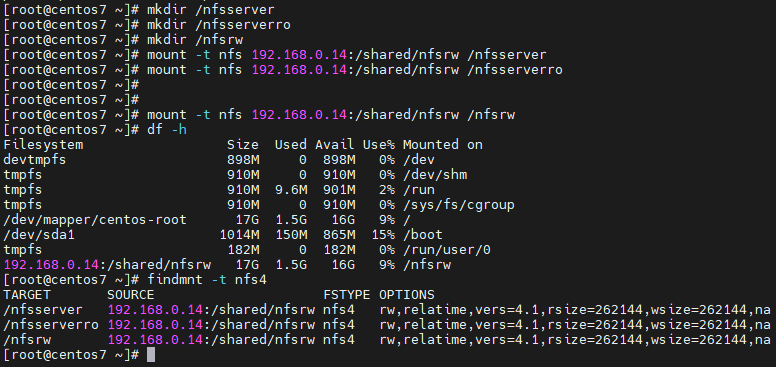 [root@centos7 ~]# mkdir /nfsserver
[root@centos7 ~]# mkdir /nfsserverro
[root@centos7 ~]# mkdir /nfsrw
[root@centos7 ~]# mount -t nfs 192.168.0.14:/shared/nfsrw /nfsserver
[root@centos7 ~]# mount -t nfs 192.168.0.14:/shared/nfsrw /nfsserverro
[root@centos7 ~]#
[root@centos7 ~]#
[root@centos7 ~]# mount -t nfs 192.168.0.14:/shared/nfsrw /nfsrw
[root@centos7 ~]# df -h
Filesystem                  Size  Used Avail Use% Mounted on
devtmpfs                    898M     0  898M   0% /dev
tmpfs                       910M     0  910M   0% /dev/shm
tmpfs                       910M  9.6M  901M   2% /run
tmpfs                       910M     0  910M   0% /sys/fs/cgroup
/dev/mapper/centos-root      17G  1.5G   16G   9% /
/dev/sda1                  1014M  150M  865M  15% /boot
tmpfs                       182M     0  182M   0% /run/user/0
192.168.0.14:/shared/nfsrw   17G  1.5G   16G   9% /nfsrw
[root@centos7 ~]# findmnt -t nfs4
TARGET       SOURCE                     FSTYPE OPTIONS
/nfsserver   192.168.0.14:/shared/nfsrw nfs4   rw,relatime,vers=4.1,rsize=262144,wsize=262144,na
/nfsserverro 192.168.0.14:/shared/nfsrw nfs4   rw,relatime,vers=4.1,rsize=262144,wsize=262144,na
/nfsrw       192.168.0.14:/shared/nfsrw nfs4   rw,relatime,vers=4.1,rsize=262144,wsize=262144,na
[root@centos7 ~]#